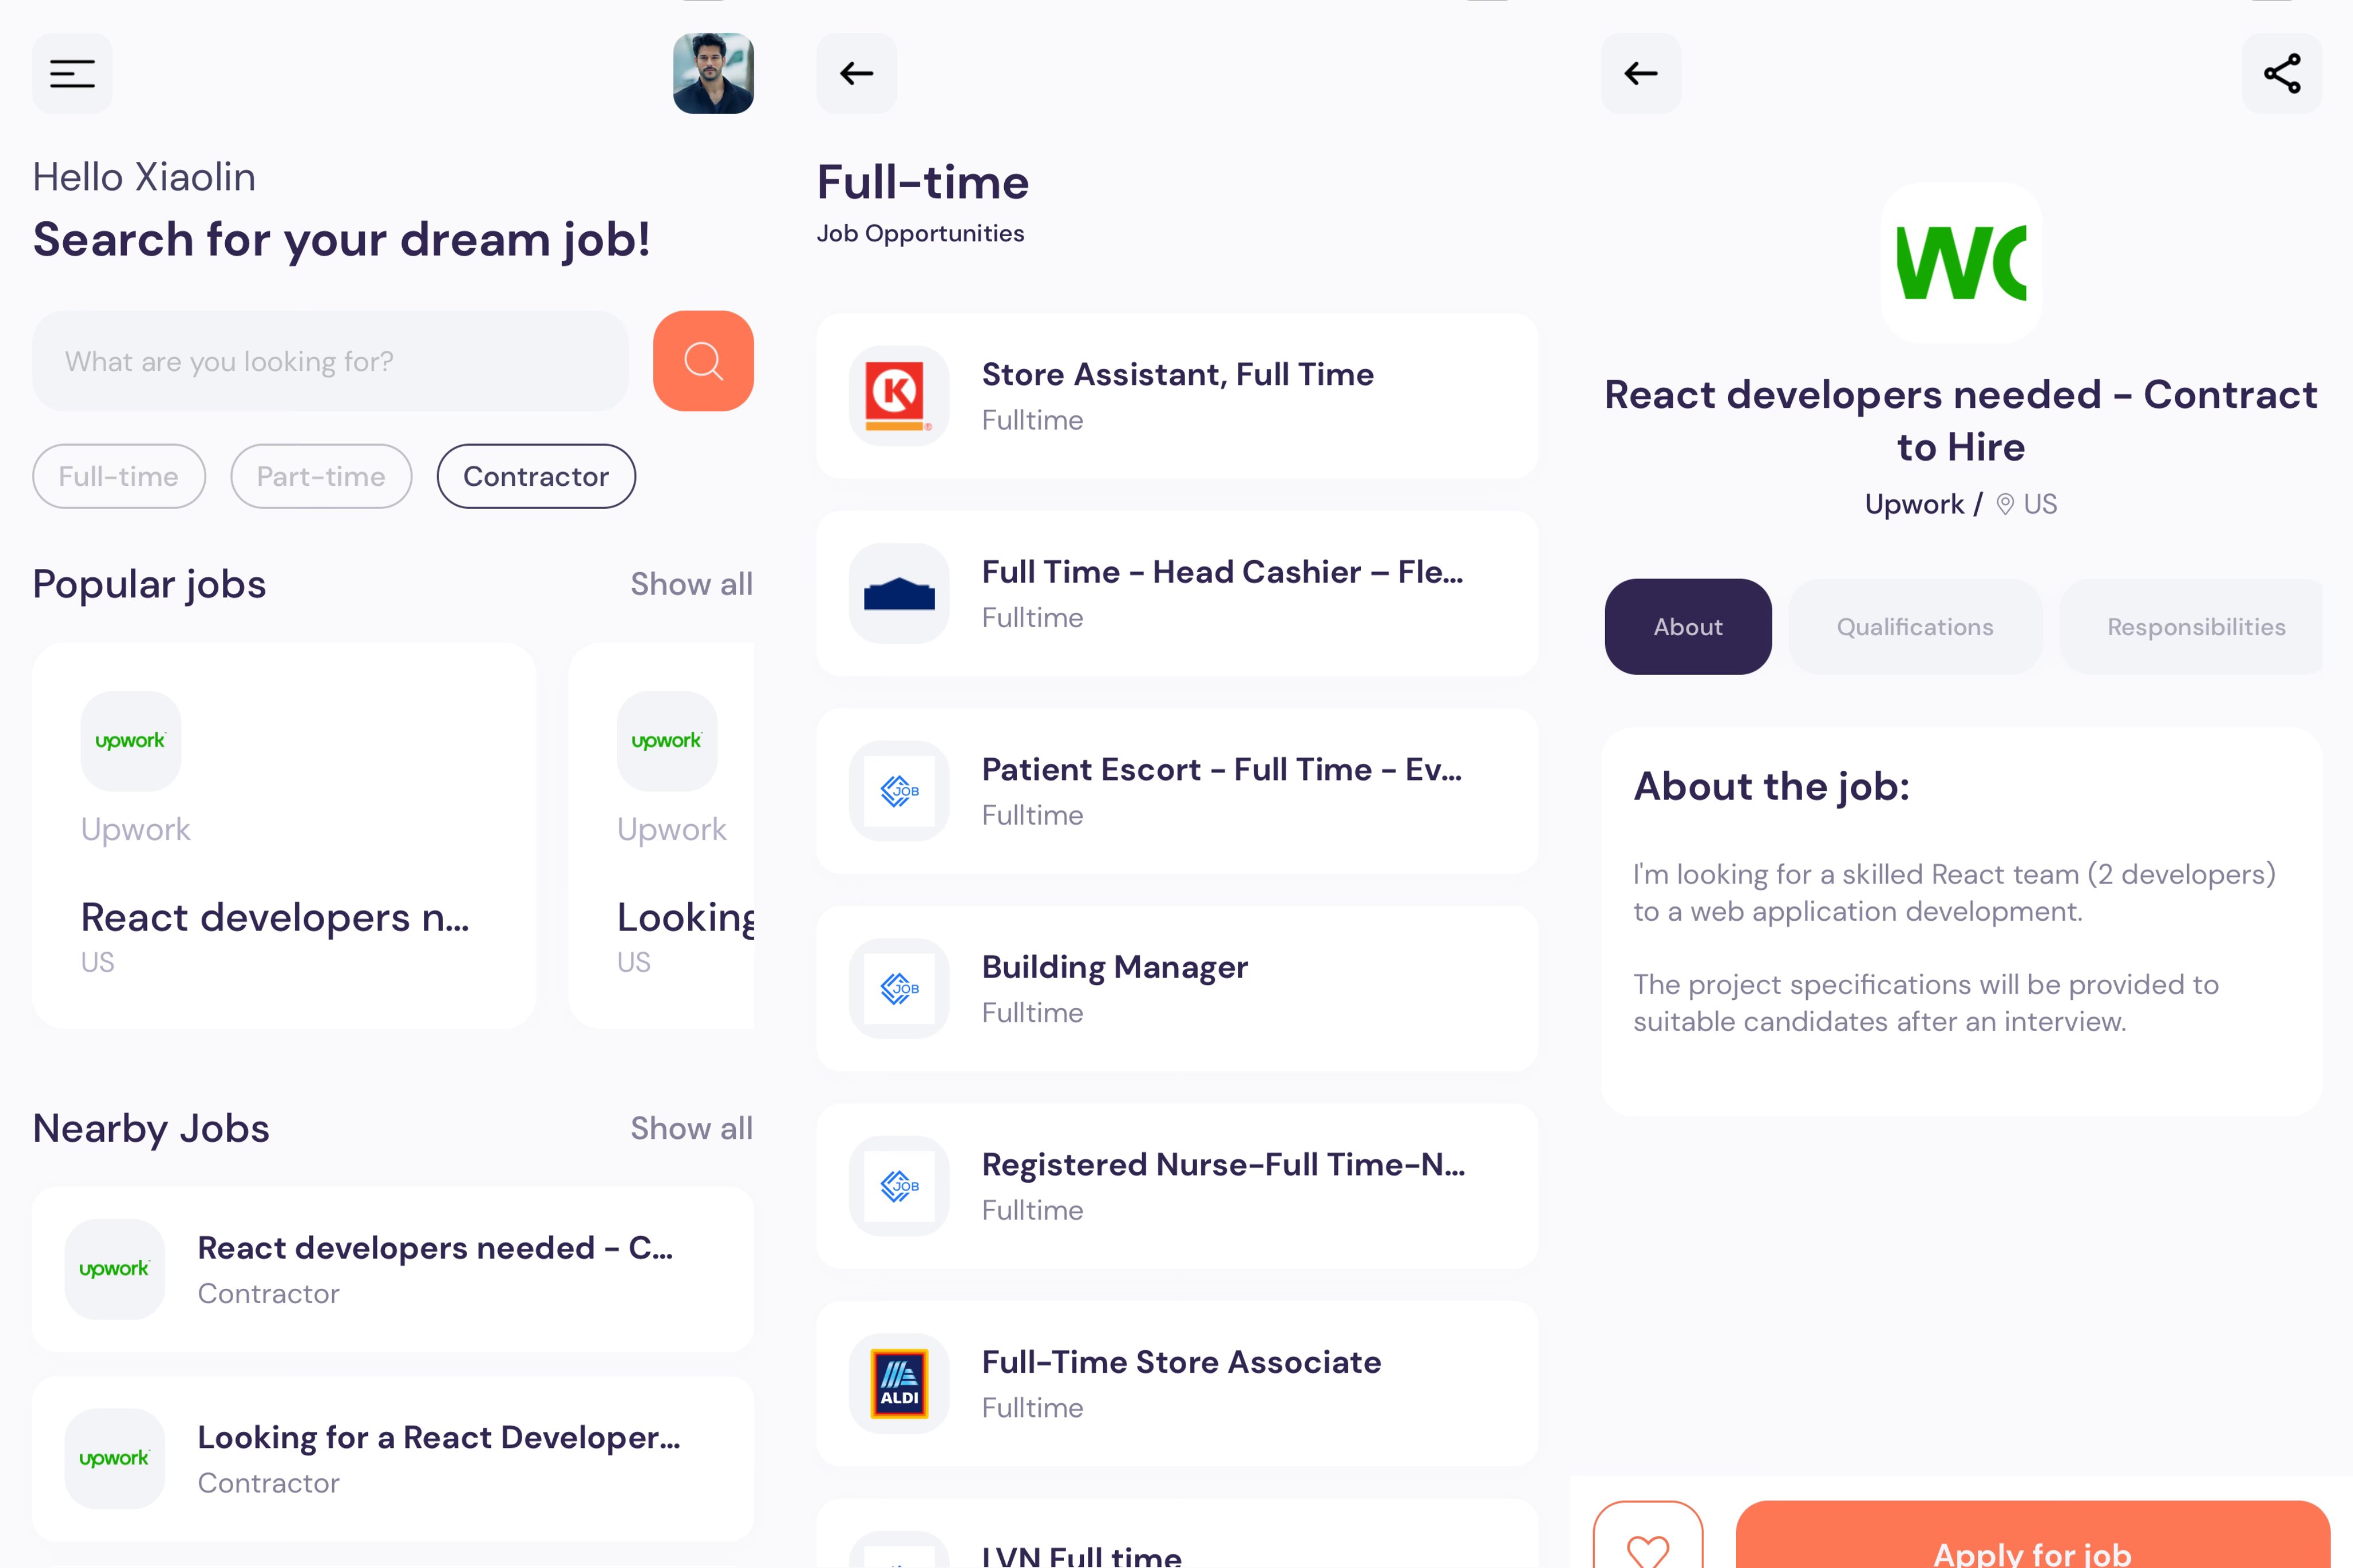 Hello Xiaolin
Search for your dream job!
What are you looking for?
Full-time
Part-time
Contractor
Popular jobs
Show all
upwork
Upwork
React developers n...
US
upwork
Upwork
Looking
US
Nearby Jobs
Show all
upwork
React developers needed - C...
Contractor
upwork
Looking for a React Developer...
Contractor
Full-time
Job Opportunities
K
Store Assistant, Full Time
Fulltime
Full Time - Head Cashier – Fle...
Fulltime
JOB
Patient Escort - Full Time - Ev...
Fulltime
JOB
Building Manager
Fulltime
JOB
Registered Nurse-Full Time-N...
Fulltime
ALDI
Full-Time Store Associate
Fulltime
LVN Full time
React developers needed - Contract
to Hire
Upwork / US
About
Qualifications
Responsibilities
About the job:
I'm looking for a skilled React team (2 developers)
to a web application development.
The project specifications will be provided to
suitable candidates after an interview.
Apply for job